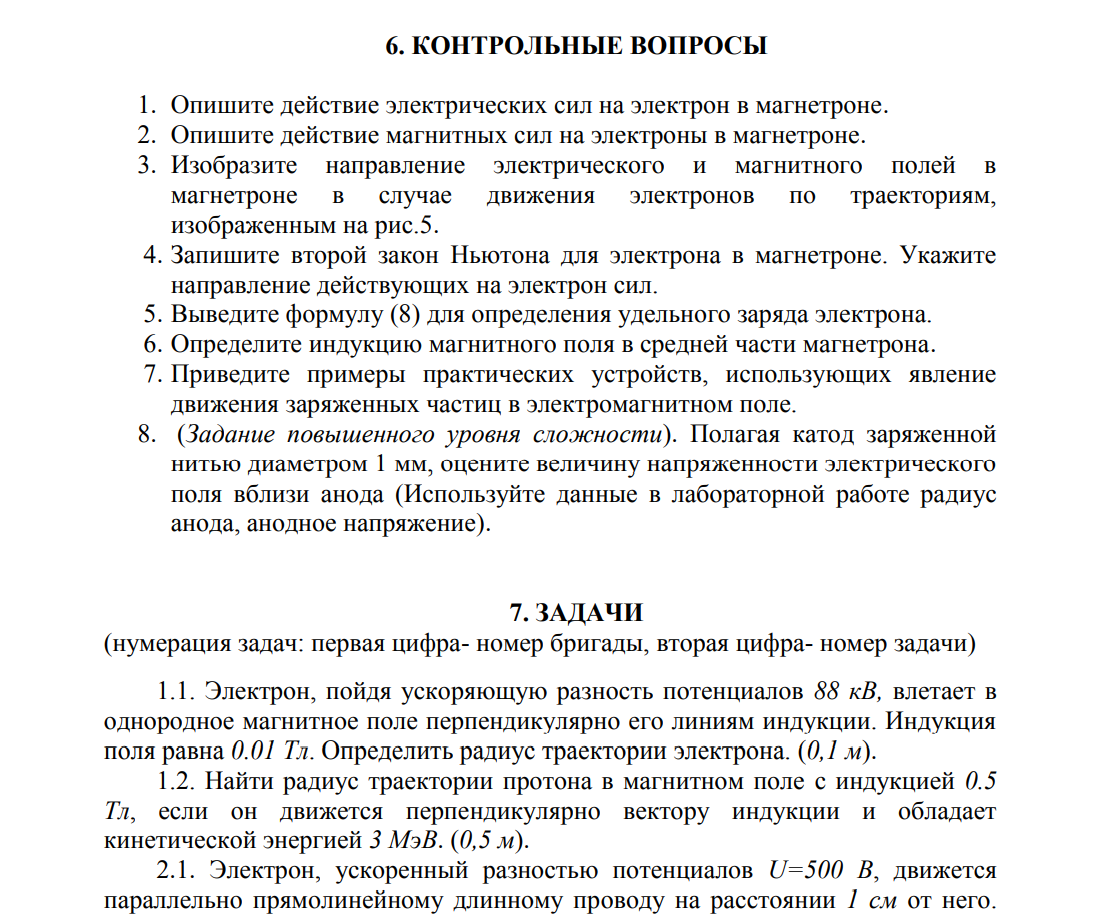 6. КОНТРОЛЬНЫЕ ВОПРОСЫ
1. Опишите действие электрических сил на электрон в магнетроне.
2. Опишите действие магнитных сил на электроны в магнетроне.
3. Изобразите направление электрического и магнитного полей в
магнетроне в случае движения электронов по траекториям,
изображенным на рис.5.
4. Запишите второй закон Ньютона для электрона в магнетроне. Укажите
направление действующих на электрон сил.
5. Выведите формулу (8) для определения удельного заряда электрона.
6. Определите индукцию магнитного поля в средней части магнетрона.
7. Приведите примеры практических устройств, использующих явление
движения заряженных частиц в электромагнитном поле.
8. (Задание повышенного уровня сложности). Полагая катод заряженной
нитью диаметром 1 мм, оцените величину напряженности электрического
поля вблизи анода (Используйте данные в лабораторной работе радиус
анода, анодное напряжение).
7. ЗАДАЧИ
(нумерация задач: первая цифра- номер бригады, вторая цифра- номер задачи)
1.1. Электрон, пойдя ускоряющую разность потенциалов 88 кВ, влетает в
однородное магнитное поле перпендикулярно его линиям индукции. Индукция
поля равна 0.01 Тл. Определить радиус траектории электрона. (0,1 м).
1.2. Найти радиус траектории протона в магнитном поле с индукцией 0.5
Тл, если он движется перпендикулярно вектору индукции и обладает
кинетической энергией 3 МэВ. (0,5 м).
2.1. Электрон, ускоренный разностью потенциалов U=500 В, движется
параллельно прямолинейному длинному проводу на расстоянии 1 см от него.